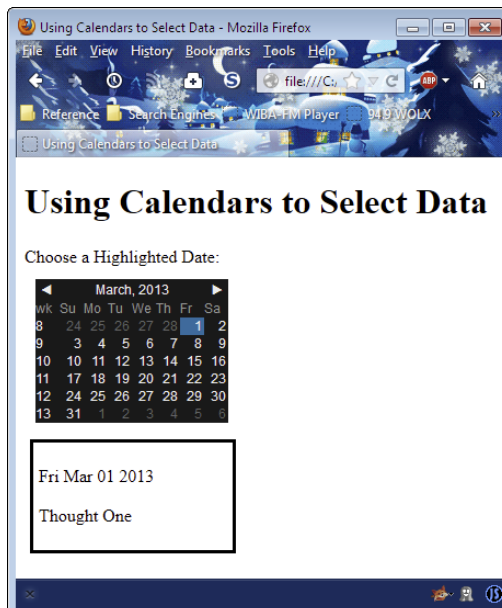 Using Calendars to Select Data - Mozilla Firefox
File Edit View History Bookmarks Tools Help
file:///C:/
ABP
Reference Search Engines WIBA-FM Player 94.9 WOLX
Using Calendars to Select Data
Using Calendars to Select Data
Choose a Highlighted Date:
March, 2013
wk Su Mo Tu We Th Fr Sa
8 24 25 26 27 28 1 2
9 3 4 5 6 7 8 9
10 10 11 12 13 14 15 16
11 17 18 19 20 21 22 23
12 24 25 26 27 28 29 30
13 31 1 2 3 4 5 6
Fri Mar 01 2013
Thought One